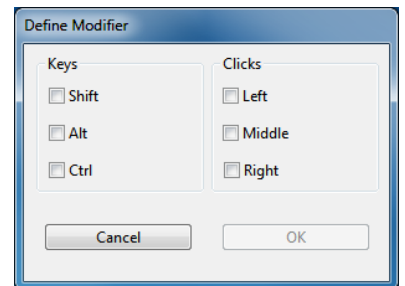 Define Modifier
Keys
Clicks
Shift
Left
Alt
Middle
Ctrl
Right
Cancel
OK